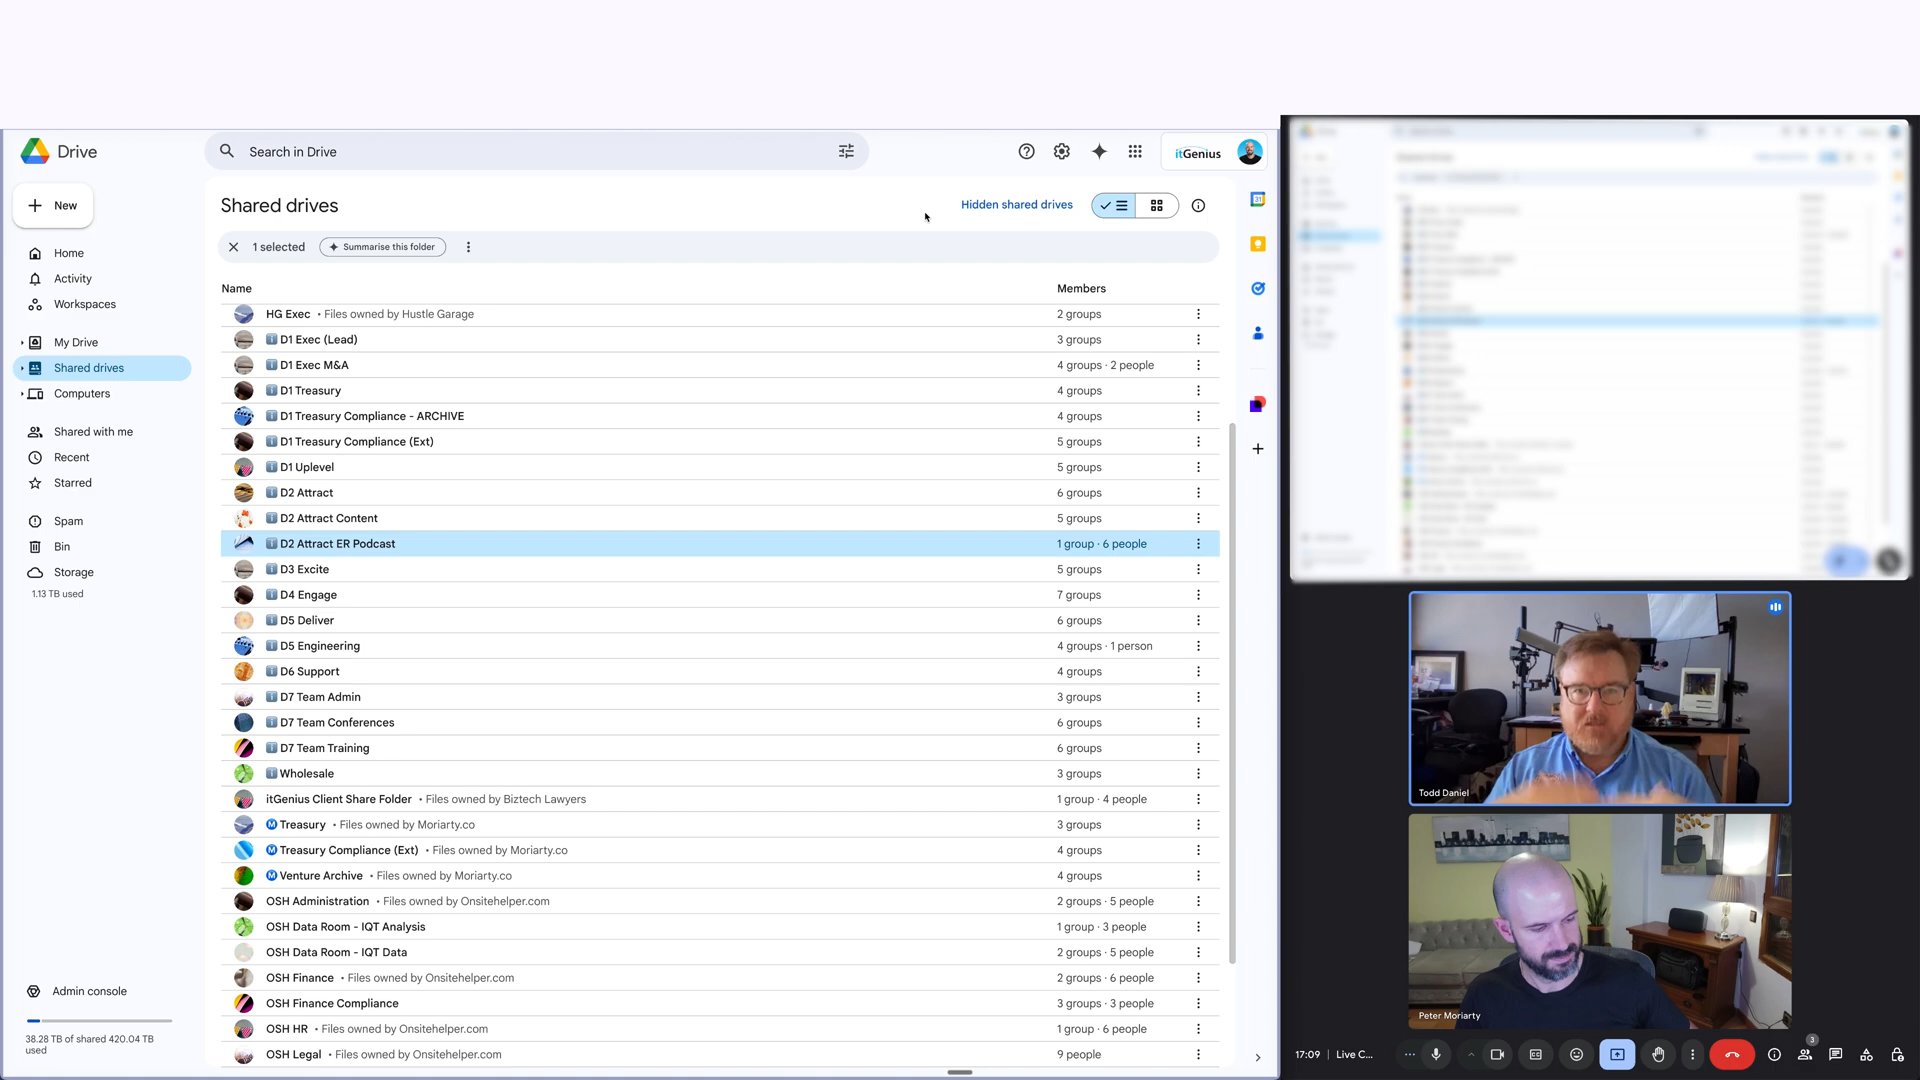 Drive
Search in Drive
itGenius
New
Shared drives
Hidden shared drives
1 selected
Summarise this folder
Home
Activity
Workspaces
My Drive
Shared drives
Computers
Shared with me
Recent
Starred
Spam
Bin
Storage
1.13 TB used
Admin console
38.28 TB of shared 420.04 TB
used
Name Members
HG Exec • Files owned by Hustle Garage 2 groups
D1 Exec (Lead) 3 groups
D1 Exec M&A 4 groups · 2 people
D1 Treasury 4 groups
D1 Treasury Compliance - ARCHIVE 4 groups
D1 Treasury Compliance (Ext) 5 groups
D1 Uplevel 5 groups
D2 Attract 6 groups
D2 Attract Content 5 groups
D2 Attract ER Podcast 1 group · 6 people
D3 Excite 5 groups
D4 Engage 7 groups
D5 Deliver 6 groups
D5 Engineering 4 groups · 1 person
D6 Support 4 groups
D7 Team Admin 3 groups
D7 Team Conferences 6 groups
D7 Team Training 6 groups
Wholesale 3 groups
itGenius Client Share Folder • Files owned by Biztech Lawyers 1 group · 4 people
M Treasury • Files owned by Moriarty.co 3 groups
M Treasury Compliance (Ext) • Files owned by Moriarty.co 4 groups
M Venture Archive • Files owned by Moriarty.co 4 groups
OSH Administration • Files owned by Onsitehelper.com 2 groups · 5 people
OSH Data Room - IQT Analysis 1 group · 3 people
OSH Data Room - IQT Data 2 groups · 5 people
OSH Finance • Files owned by Onsitehelper.com 2 groups · 6 people
OSH Finance Compliance 3 groups · 3 people
OSH HR • Files owned by Onsitehelper.com 1 group · 6 people
OSH Legal • Files owned by Onsitehelper.com 9 people
31
Todd Daniel
Peter Moriarty
17:09 | Live C...
3